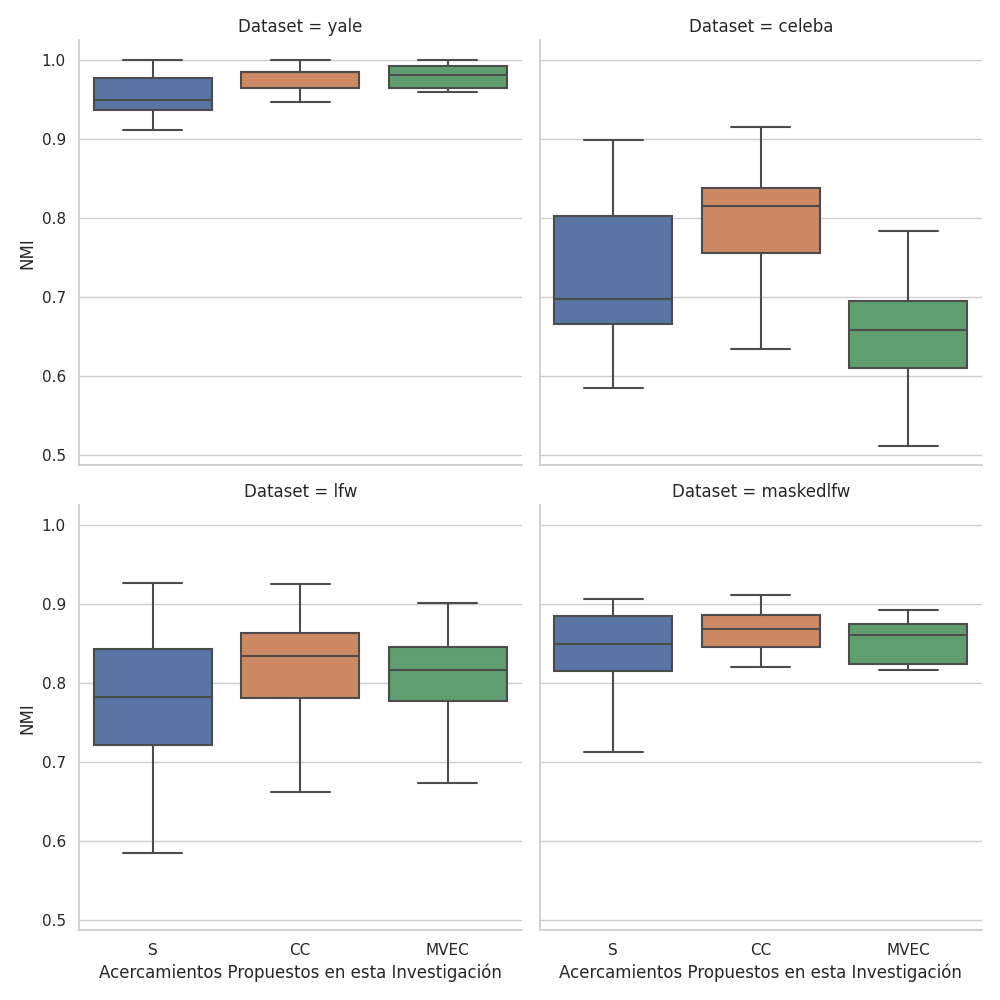 Dataset = yale
Dataset = celeba
1.0
0.9
0.8
0.7
0.6
0.5
NMI
Dataset = lfw
Dataset = maskedlfw
1.0
0.9
0.8
0.7
0.6
0.5
NMI
S
CC
MVEC
S
CC
MVEC
Acercamientos Propuestos en esta Investigación
Acercamientos Propuestos en esta Investigación